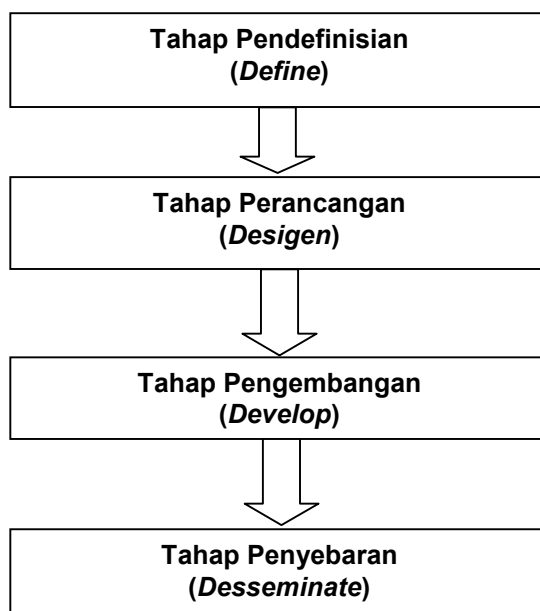 Tahap Pendefinisian
(Define)
Tahap Perancangan
(Desigen)
Tahap Pengembangan
(Develop)
Tahap Penyebaran
(Desseminate)